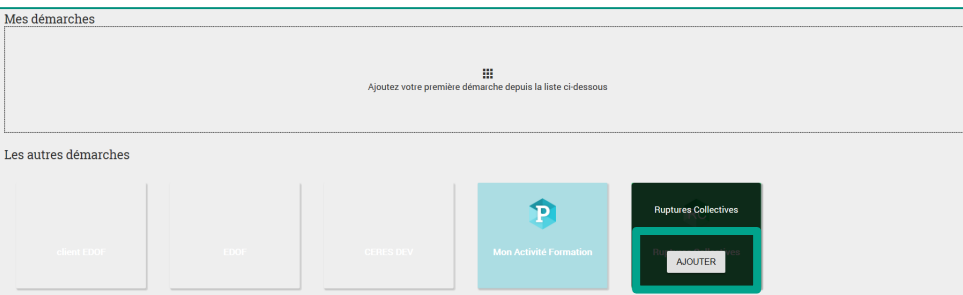 Mes démarches
Ajoutez votre première démarche depuis la liste ci-dessous
Les autres démarches
client EDOF
EDOF
CERES DEV
P
Mon Activité Formation
Ruptures Collectives
AJOUTER